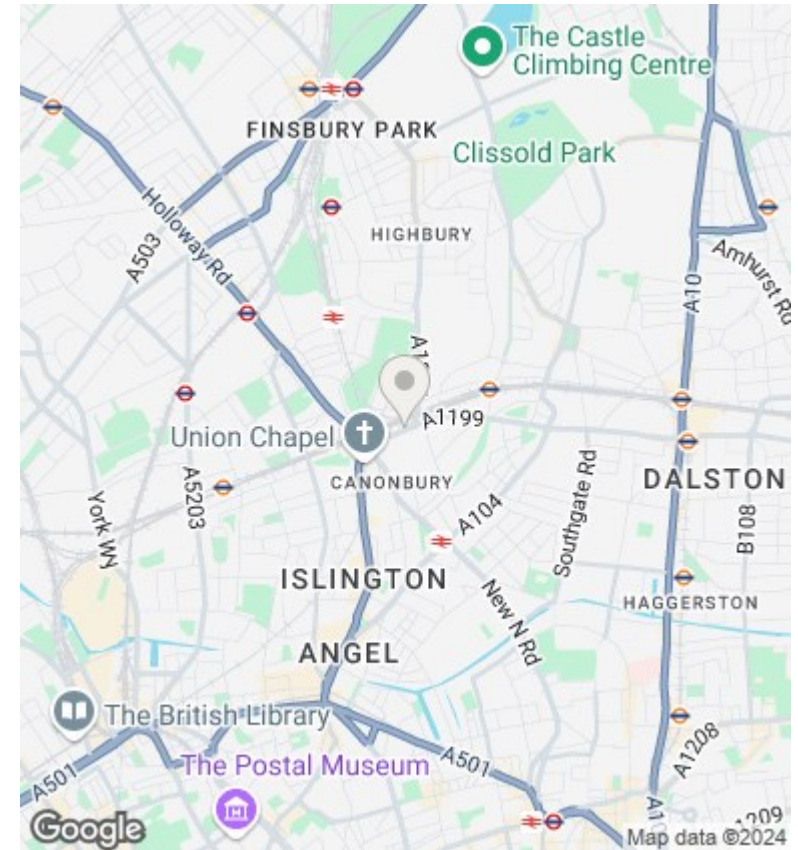 The Castle
Climbing Centre
FINSBURY PARK
Clissold Park
Holloway Rd
A503
HIGHBURY
Amhurst Rd
A10
A1199
Union Chapel
CANONBURY
A5203
York Wy
A104
Southgate Rd
DALSTON
B108
ISLINGTON
New N Rd
HAGGERSTON
ANGEL
The British Library
A501
The Postal Museum
A501
A1208
A10
1209
Google
Map data ©2024